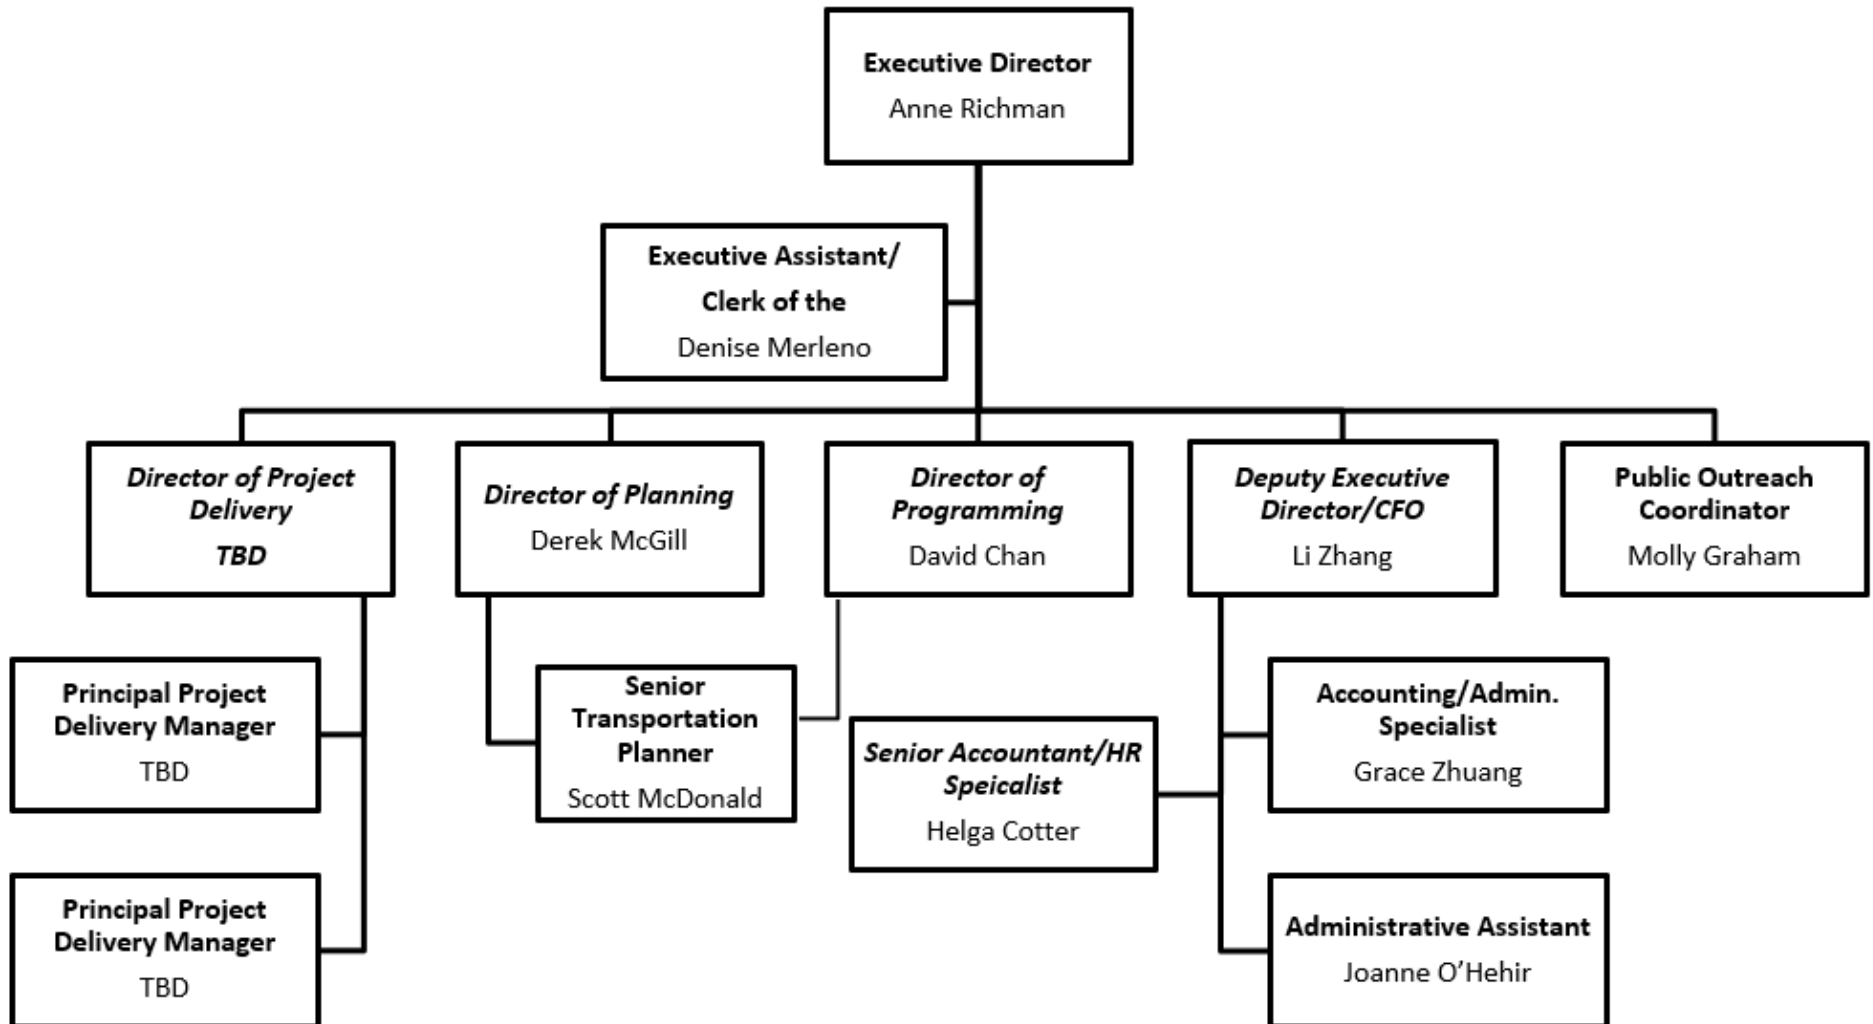 Executive Director
Anne Richman
Executive Assistant/
Clerk of the
Denise Merleno
Director of Project
Delivery
TBD
Director of Planning
Derek McGill
Director of
Programming
David Chan
Deputy Executive
Director/CFO
Li Zhang
Public Outreach
Coordinator
Molly Graham
Principal Project
Delivery Manager
TBD
Senior
Transportation
Planner
Scott McDonald
Senior Accountant/HR
Speicalist
Helga Cotter
Accounting/Admin.
Specialist
Grace Zhuang
Principal Project
Delivery Manager
TBD
Administrative Assistant
Joanne O’Hehir